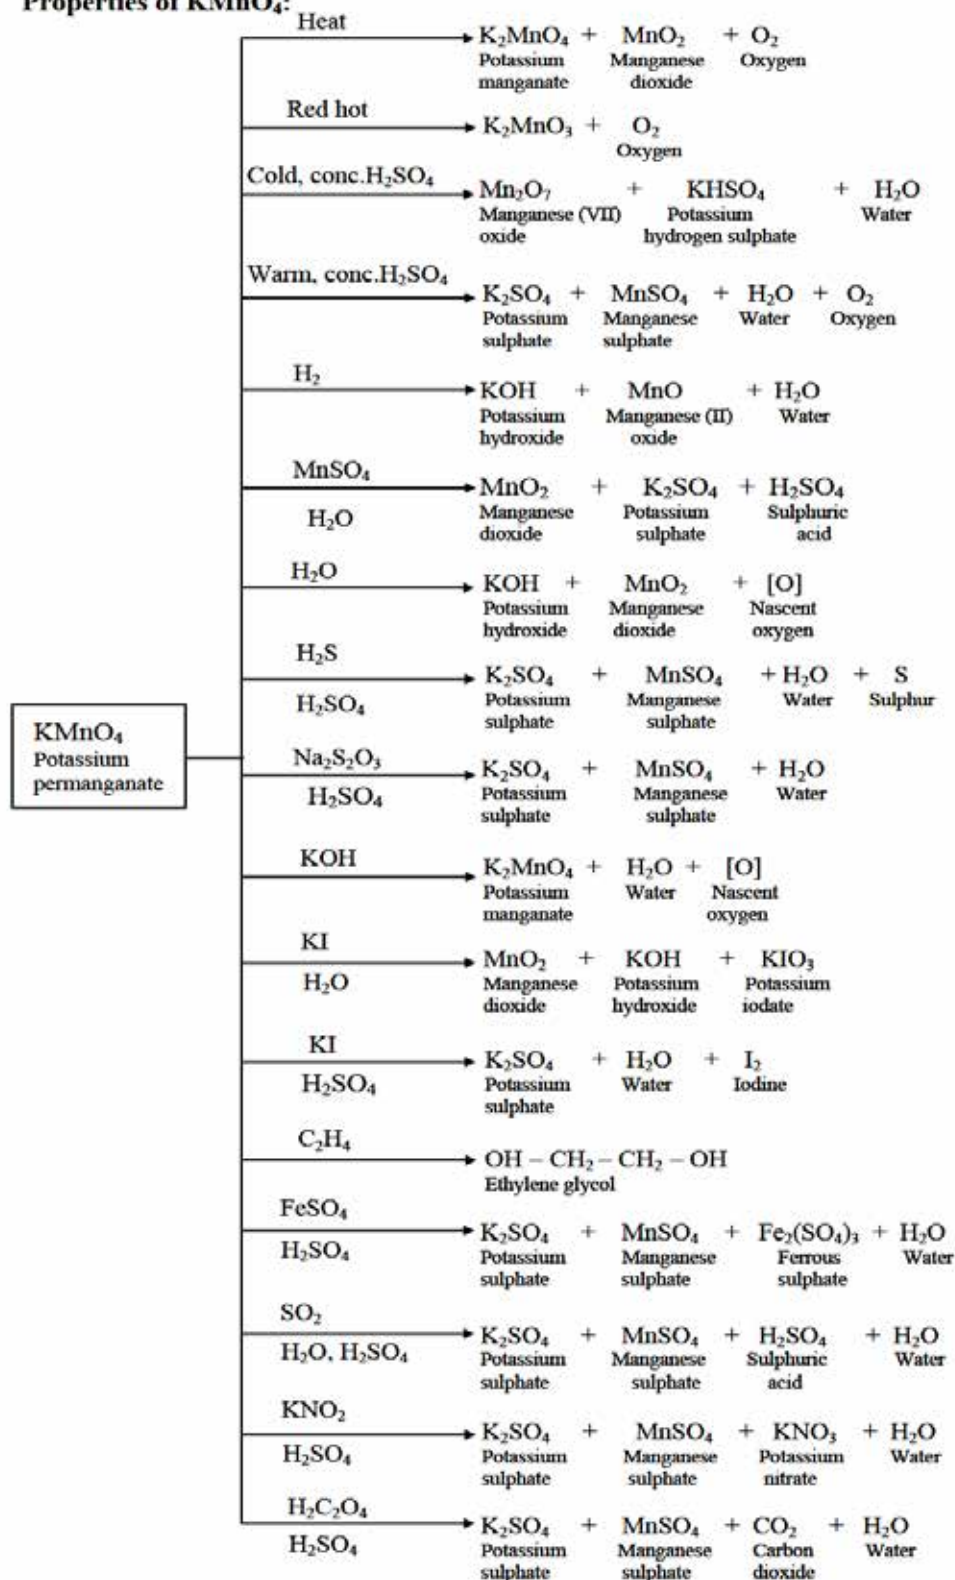 Properties of KMnO₄:
Heat
K₂MnO₄ + MnO₂ + O₂
Potassium Manganese Oxygen
manganate dioxide
Red hot
K₂MnO₃ + O₂
Oxygen
Cold, conc.H₂SO₄
Mn₂O₇ + KHSO₄ + H₂O
Manganese (VII) Potassium Water
oxide hydrogen sulphate
Warm, conc.H₂SO₄
K₂SO₄ + MnSO₄ + H₂O + O₂
Potassium Manganese Water Oxygen
sulphate sulphate
H₂
KOH + MnO + H₂O
Potassium Manganese (II) Water
hydroxide oxide
MnSO₄
MnO₂ + K₂SO₄ + H₂SO₄
H₂O
Manganese Potassium Sulphuric
dioxide sulphate acid
H₂O
KOH + MnO₂ + [O]
Potassium Manganese Nascent
hydroxide dioxide oxygen
H₂S
K₂SO₄ + MnSO₄ + H₂O + S
H₂SO₄
Potassium Manganese Water Sulphur
sulphate sulphate
KMnO₄
Potassium
permanganate
Na₂S₂O₃
K₂SO₄ + MnSO₄ + H₂O
H₂SO₄
Potassium Manganese Water
sulphate sulphate
KOH
K₂MnO₄ + H₂O + [O]
Potassium Water Nascent
manganate oxygen
KI
MnO₂ + KOH + KIO₃
H₂O
Manganese Potassium Potassium
dioxide hydroxide iodate
KI
K₂SO₄ + H₂O + I₂
H₂SO₄
Potassium Water Iodine
sulphate
C₂H₄
OH – CH₂ – CH₂ – OH
Ethylene glycol
FeSO₄
K₂SO₄ + MnSO₄ + Fe₂(SO₄)₃ + H₂O
H₂SO₄
Potassium Manganese Ferrous Water
sulphate sulphate sulphate
SO₂
K₂SO₄ + MnSO₄ + H₂SO₄ + H₂O
H₂O, H₂SO₄
Potassium Manganese Sulphuric Water
sulphate sulphate acid
KNO₂
K₂SO₄ + MnSO₄ + KNO₃ + H₂O
H₂SO₄
Potassium Manganese Potassium Water
sulphate sulphate nitrate
H₂C₂O₄
K₂SO₄ + MnSO₄ + CO₂ + H₂O
H₂SO₄
Potassium Manganese Carbon Water
sulphate sulphate dioxide